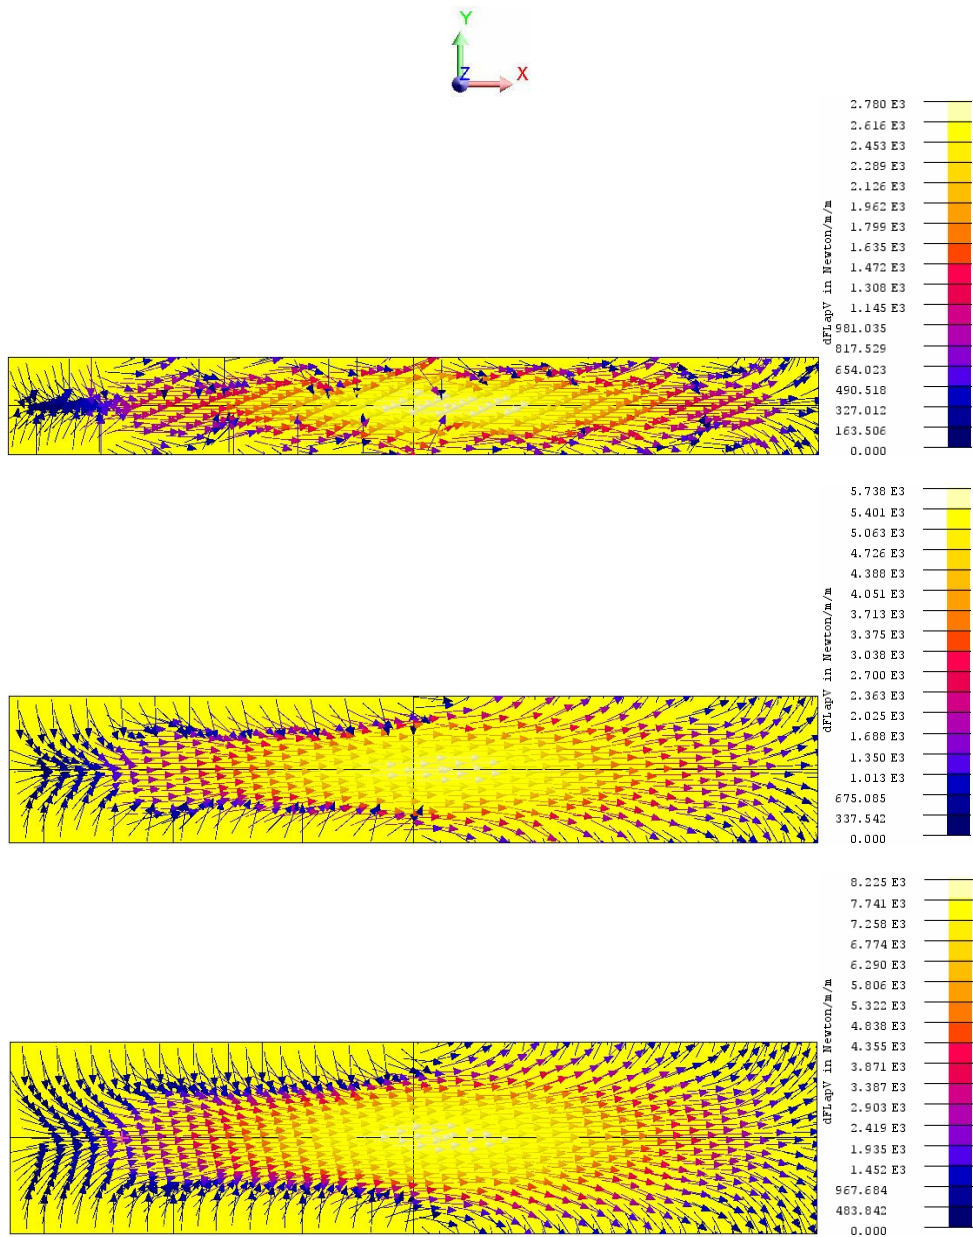 Y
Z
X
2.780 E3
2.616 E3
2.453 E3
2.289 E3
2.126 E3
1.962 E3
1.799 E3
1.635 E3
1.472 E3
1.308 E3
1.145 E3
981.035
817.529
654.023
490.518
327.012
163.506
0.000
dFLapV in Newton/m/m
5.738 E3
5.401 E3
5.063 E3
4.726 E3
4.388 E3
4.051 E3
3.713 E3
3.375 E3
3.038 E3
2.700 E3
2.363 E3
2.025 E3
1.688 E3
1.350 E3
1.013 E3
675.085
337.542
0.000
dFLapV in Newton/m/m
8.225 E3
7.741 E3
7.258 E3
6.774 E3
6.290 E3
5.806 E3
5.322 E3
4.838 E3
4.355 E3
3.871 E3
3.387 E3
2.903 E3
2.419 E3
1.935 E3
1.452 E3
967.684
483.842
0.000
dFLapV in Newton/m/m